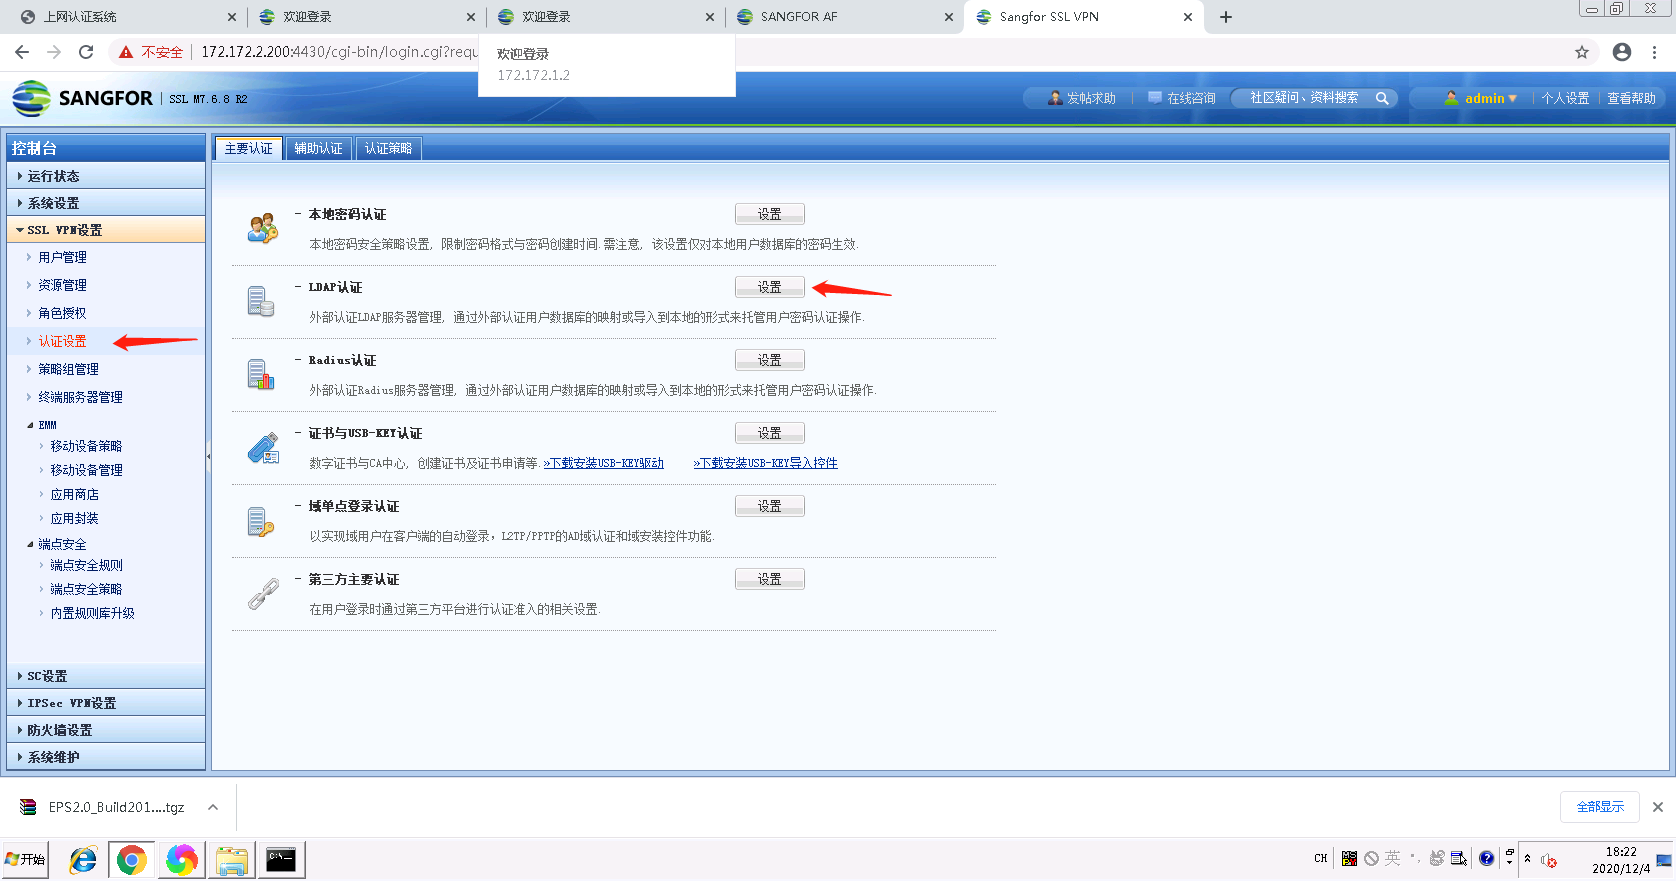 上网认证系统
欢迎登录
欢迎登录
SANGFOR AF
Sangfor SSL VPN
不安全
172.172.2.200:4430/cgi-bin/login.cgi?requ
欢迎登录
172.172.1.2
SANGFOR
SSL M7.6.8 R2
发帖求助
在线咨询
社区疑问、资料搜索
admin
个人设置
查看帮助
控制台
运行状态
系统设置
SSL VPN设置
用户管理
资源管理
角色授权
认证设置
策略组管理
终端服务器管理
EMM
移动设备策略
移动设备管理
应用商店
应用封装
端点安全
端点安全规则
端点安全策略
内置规则库升级
SC设置
IPSec VPN设置
防火墙设置
系统维护
主要认证
辅助认证
认证策略
- 本地密码认证
设置
本地密码安全策略设置, 限制密码格式与密码创建时间.需注意, 该设置仅对本地用户数据库的密码生效.
- LDAP认证
设置
外部认证LDAP服务器管理, 通过外部认证用户数据库的映射或导入到本地的形式来托管用户密码认证操作.
- Radius认证
设置
外部认证Radius服务器管理, 通过外部认证用户数据库的映射或导入到本地的形式来托管用户密码认证操作.
- 证书与USB-KEY认证
设置
数字证书与CA中心, 创建证书及证书申请等. »下载安装USB-KEY驱动 »下载安装USB-KEY导入控件
- 域单点登录认证
设置
以实现域用户在客户端的自动登录, L2TP/PPTP的AD域认证和域安装控件功能.
- 第三方主要认证
设置
在用户登录时通过第三方平台进行认证准入的相关设置.
EPS2.0_Build201....tgz
全部显示
开始
C:\_
CH
英
18:22
2020/12/4